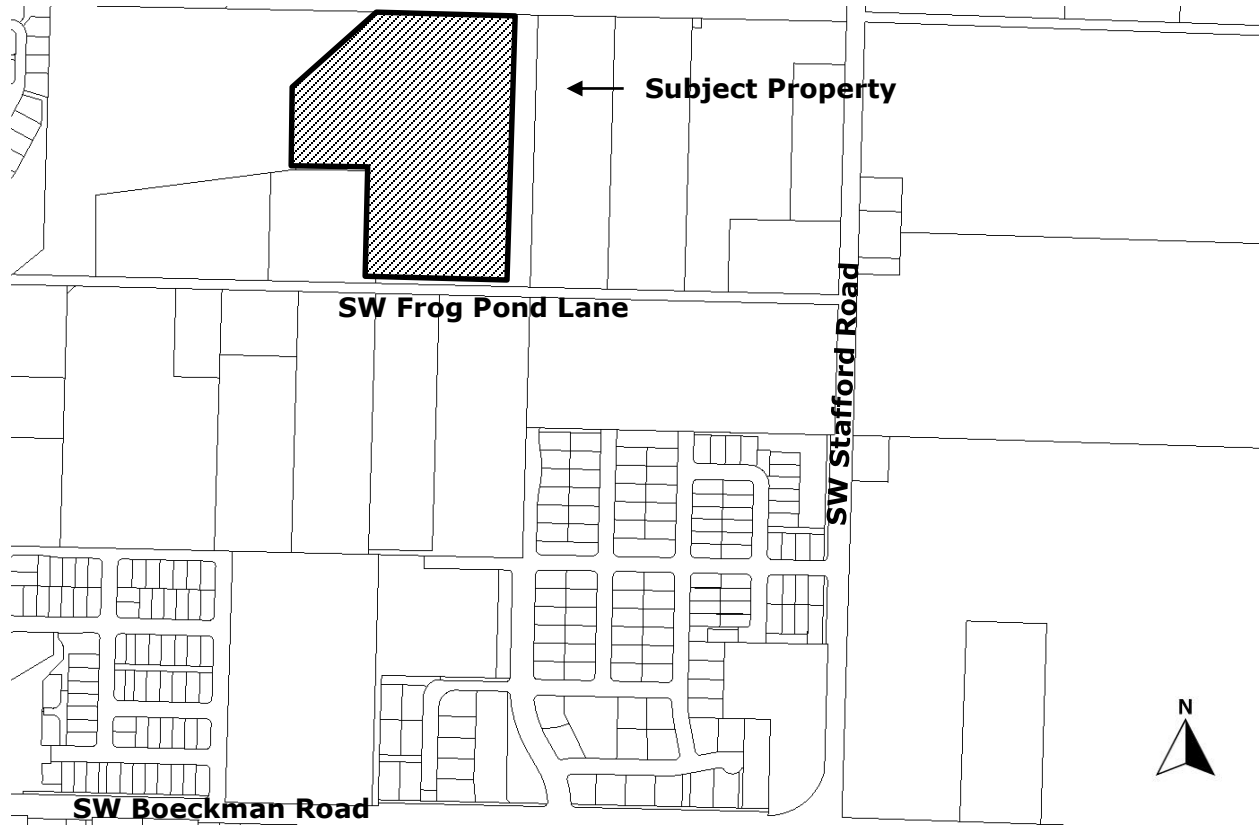 Subject Property
SW Frog Pond Lane
SW Stafford Road
N
SW Boeckman Road